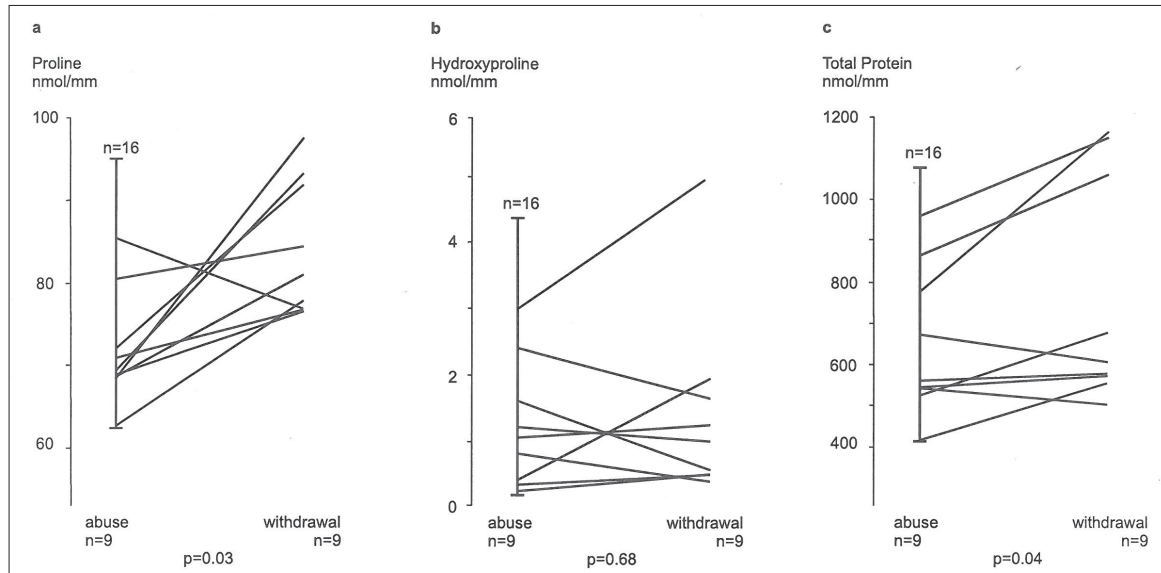 a
Proline
nmol/mm
100
80
60
n=16
abuse
n=9
withdrawal
n=9
p=0.03
b
Hydroxyproline
nmol/mm
6
4
2
0
n=16
abuse
n=9
withdrawal
n=9
p=0.68
c
Total Protein
nmol/mm
1200
1000
800
600
400
n=16
abuse
n=9
withdrawal
n=9
p=0.04